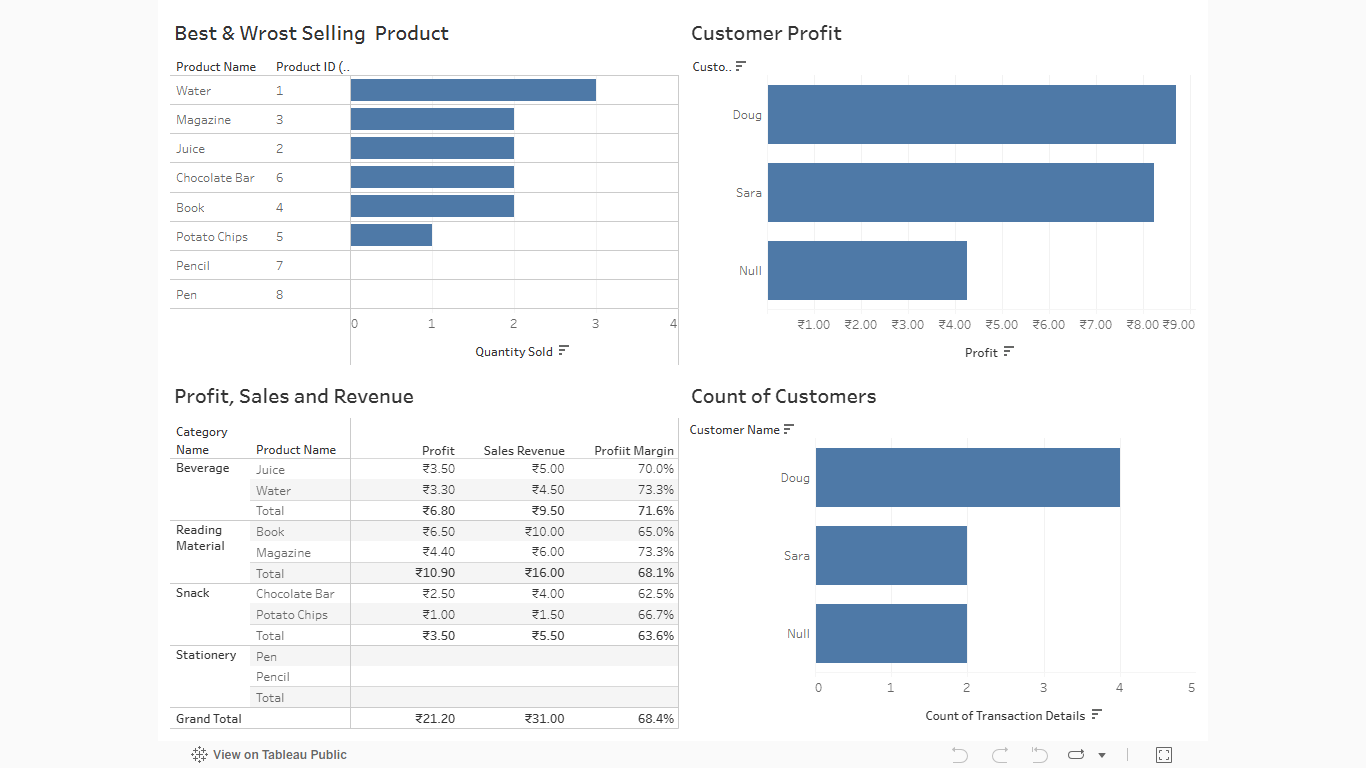 Best & Wrost Selling  Product
Product Name Product ID (..
Water 1
Magazine 3
Juice 2
Chocolate Bar 6
Book 4
Potato Chips 5
Pencil 7
Pen 8
0 1 2 3 4
Quantity Sold
Customer Profit
Custo..
Doug
Sara
Null
₹1.00 ₹2.00 ₹3.00 ₹4.00 ₹5.00 ₹6.00 ₹7.00 ₹8.00 ₹9.00
Profit
Profit, Sales and Revenue
Category
Name Product Name Profit Sales Revenue Profiit Margin
Beverage Juice ₹3.50 ₹5.00 70.0%
Water ₹3.30 ₹4.50 73.3%
Total ₹6.80 ₹9.50 71.6%
Reading
Material
Book ₹6.50 ₹10.00 65.0%
Magazine ₹4.40 ₹6.00 73.3%
Total ₹10.90 ₹16.00 68.1%
Snack Chocolate Bar ₹2.50 ₹4.00 62.5%
Potato Chips ₹1.00 ₹1.50 66.7%
Total ₹3.50 ₹5.50 63.6%
Stationery Pen
Pencil
Total
Grand Total ₹21.20 ₹31.00 68.4%
Count of Customers
Customer Name
Doug
Sara
Null
0 1 2 3 4 5
Count of Transaction Details
View on Tableau Public